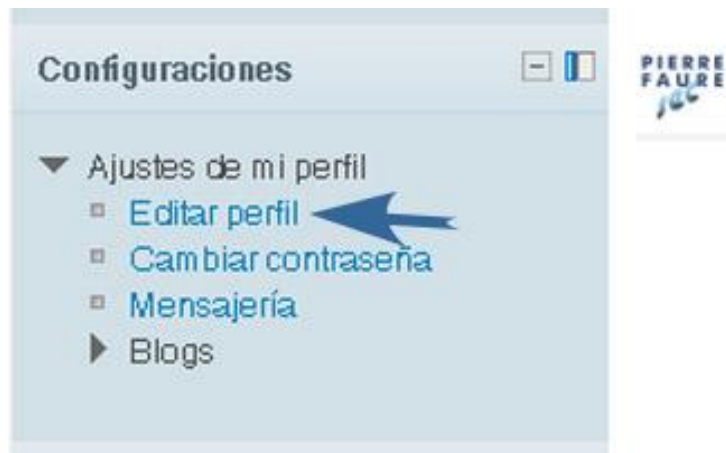 Configuraciones
PIERRE
FAURE
Ajustes de mi perfil
Editar perfil
Cambiar contraseña
Mensajería
Blogs